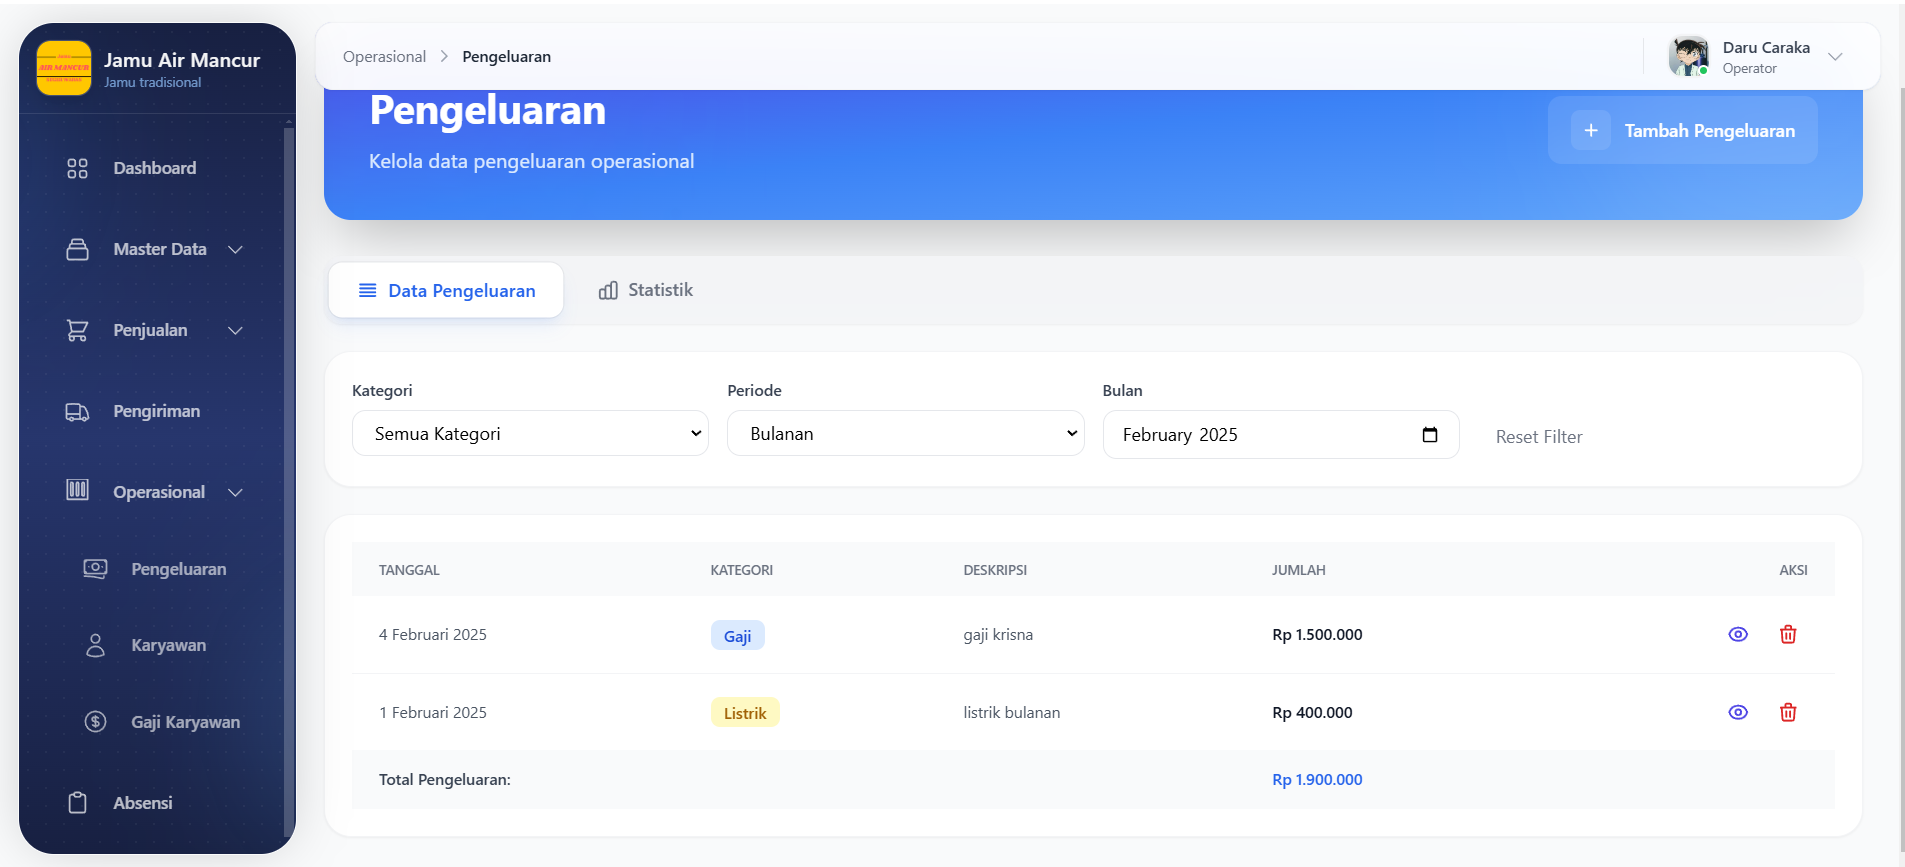 AIR MANCUR
Jamu Air Mancur
Jamu tradisional
Dashboard
Master Data
Penjualan
Pengiriman
Operasional
Pengeluaran
Karyawan
Gaji Karyawan
Absensi
Operasional > Pengeluaran
Daru Caraka
Operator
Pengeluaran
Kelola data pengeluaran operasional
+ Tambah Pengeluaran
Data Pengeluaran
Statistik
Kategori Periode Bulan
Semua Kategori Bulanan February 2025 Reset Filter
TANGGAL KATEGORI DESKRIPSI JUMLAH AKSI
4 Februari 2025 Gaji gaji krisna Rp 1.500.000
1 Februari 2025 Listrik listrik bulanan Rp 400.000
Total Pengeluaran: Rp 1.900.000